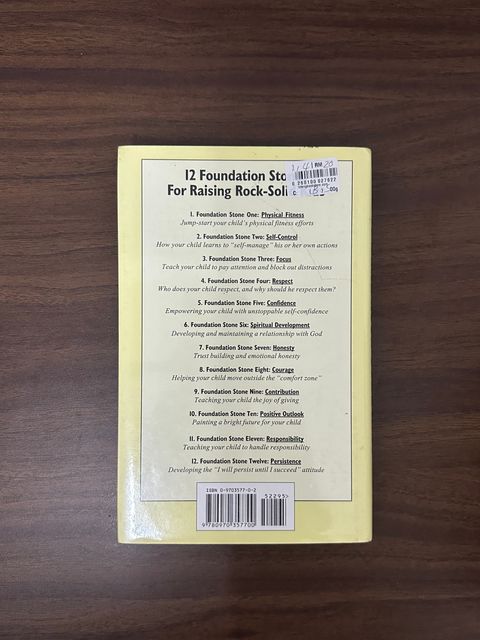 12 Foundation Sto
For Raising Rock-Soli
RM 20
1. Foundation Stone One: Physical Fitness
Jump-start your child's physical fitness efforts
2. Foundation Stone Two: Self-Control
How your child learns to "self-manage" his or her own actions
3. Foundation Stone Three: Focus
Teach your child to pay attention and block out distractions
4. Foundation Stone Four: Respect
Who does your child respect, and why should he respect them?
5. Foundation Stone Five: Confidence
Empowering your child with unstoppable self-confidence
6. Foundation Stone Six: Spiritual Development
Developing and maintaining a relationship with God
7. Foundation Stone Seven: Honesty
Trust building and emotional honesty
8. Foundation Stone Eight: Courage
Helping your child move outside the "comfort zone"
9. Foundation Stone Nine: Contribution
Teaching your child the joy of giving
10. Foundation Stone Ten: Positive Outlook
Painting a bright future for your child
11. Foundation Stone Eleven: Responsibility
Teaching your child to handle responsibility
12. Foundation Stone Twelve: Persistence
Developing the "I will persist until I succeed" attitude
ISBN 0-9703577-0-2
52295>
9 780970 357700